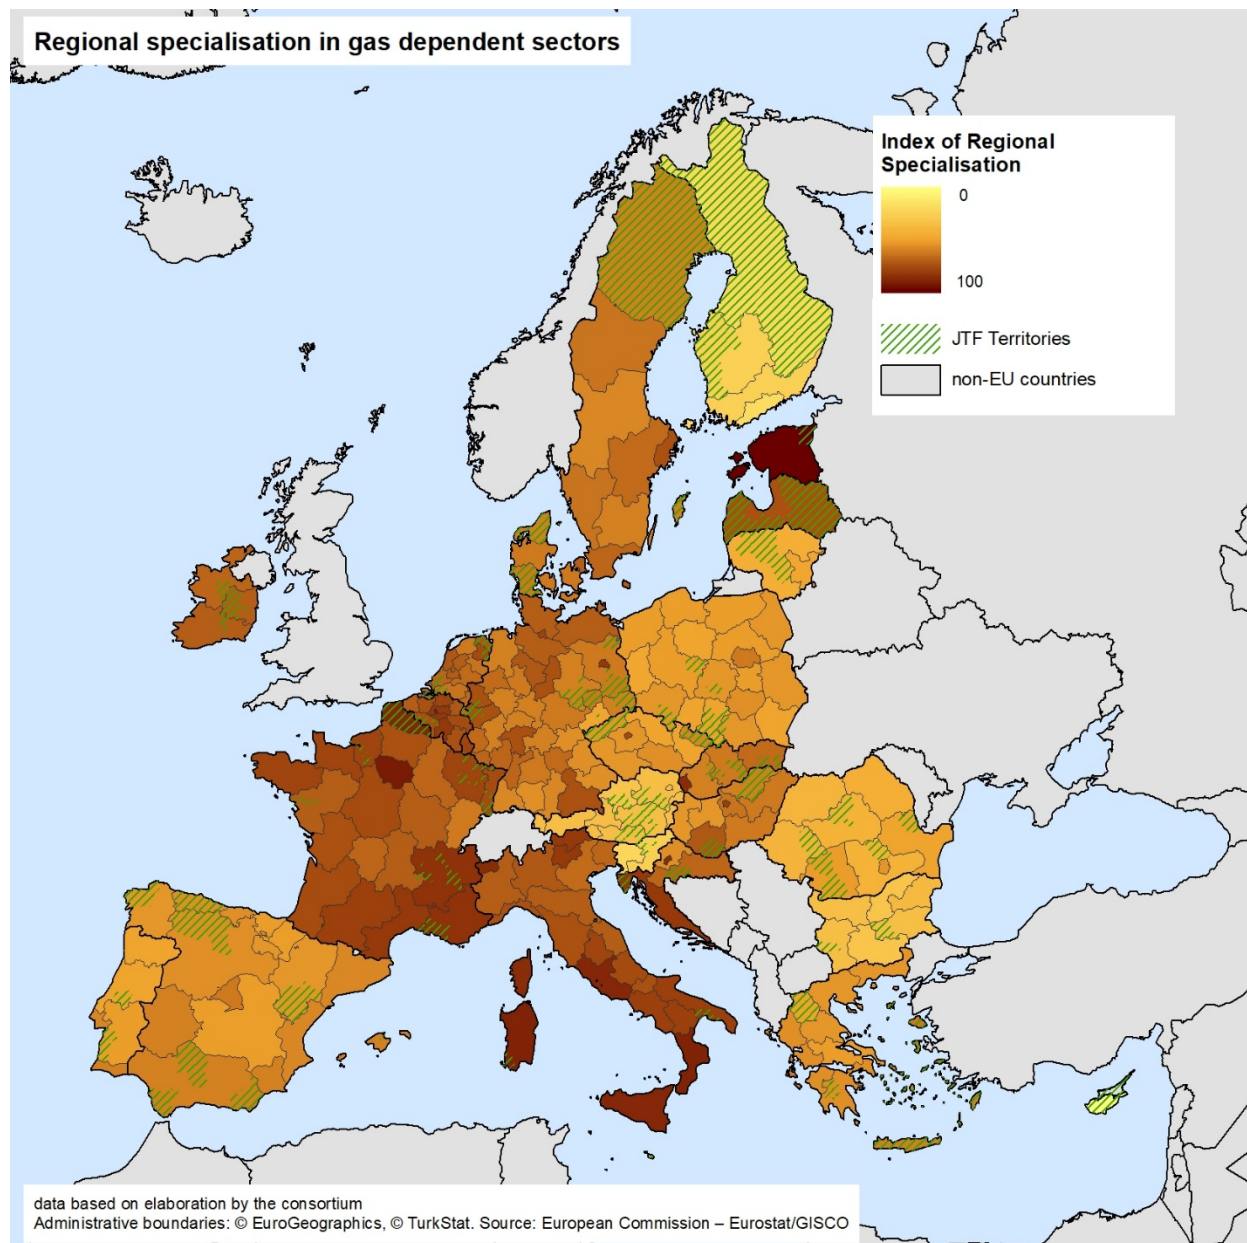 Regional specialisation in gas dependent sectors
Index of Regional
Specialisation
0
100
JTF Territories
non-EU countries
data based on elaboration by the consortium
Administrative boundaries: © EuroGeographics, © TurkStat. Source: European Commission – Eurostat/GISCO